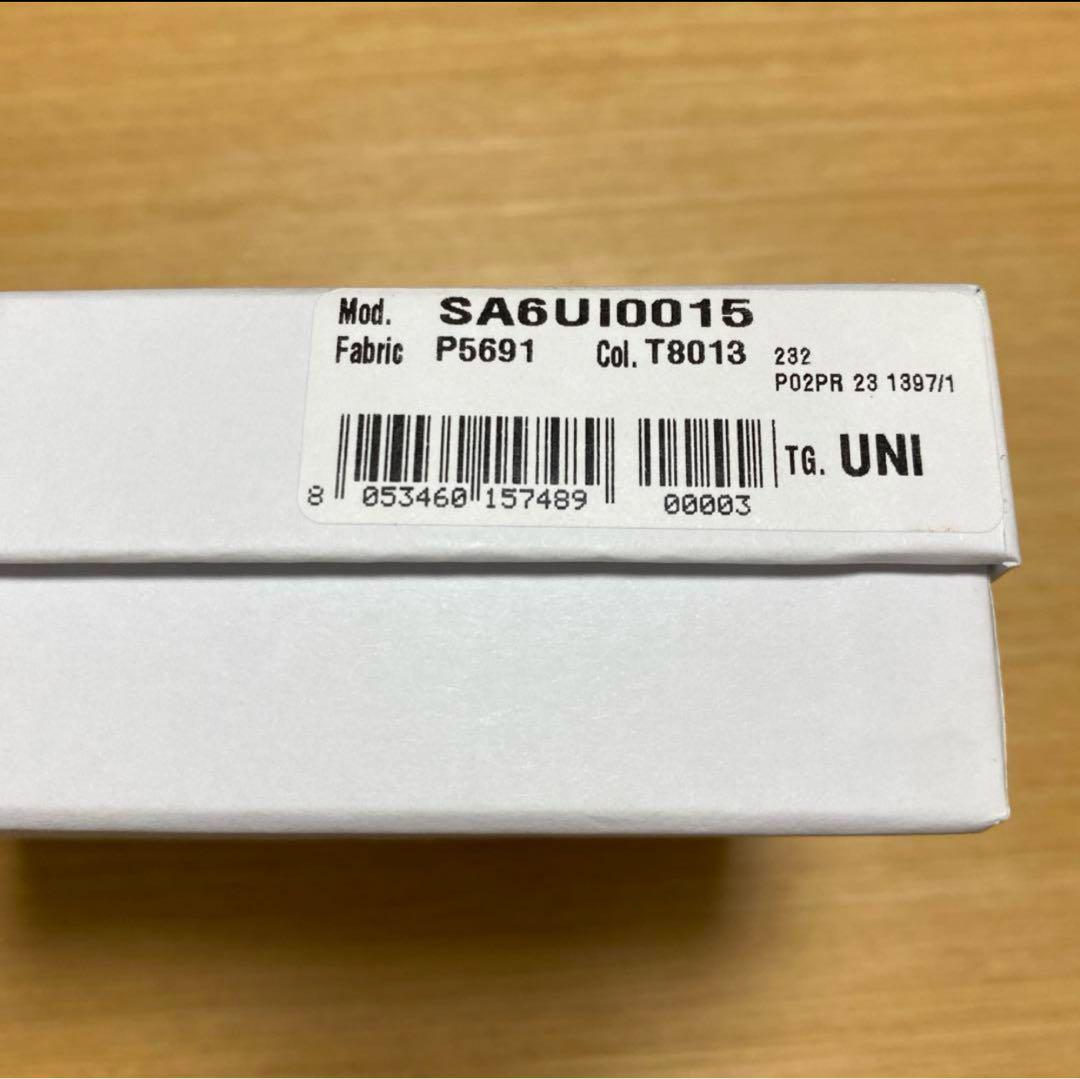 Mod. SA6UI0015
Fabric P5691 Col. T8013 232
P02PR 23 1397/1
TG. UNI
8 053460 157489 00003